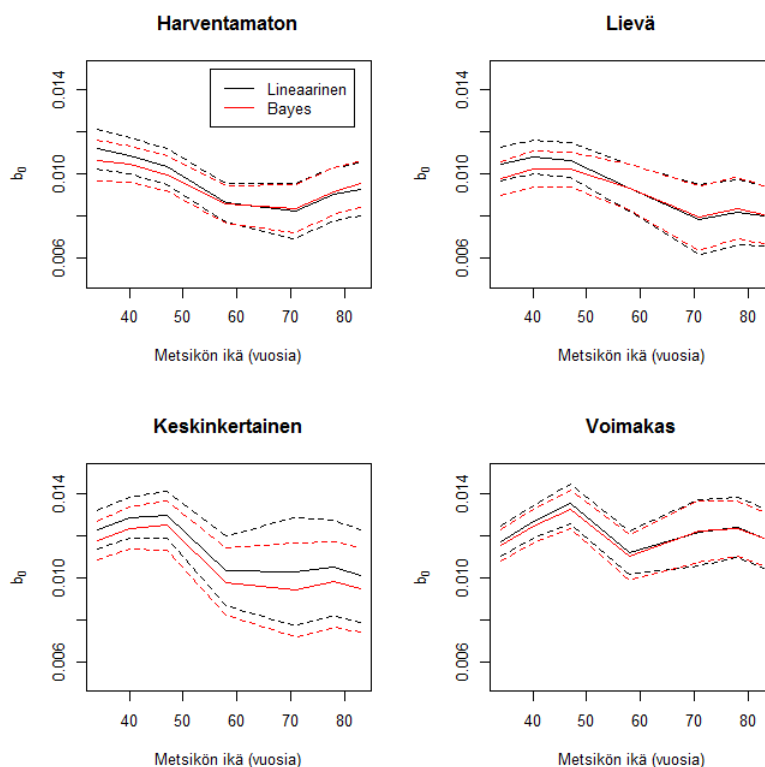 Harventamaton
Lineaarinen
Bayes
0.014
0.010
0.006
b0
40 50 60 70 80
Metsikön ikä (vuosia)
Lievä
0.014
0.010
0.006
b0
40 50 60 70 80
Metsikön ikä (vuosia)
Keskinkertainen
0.014
0.010
0.006
b0
40 50 60 70 80
Metsikön ikä (vuosia)
Voimakas
0.014
0.010
0.006
b0
40 50 60 70 80
Metsikön ikä (vuosia)